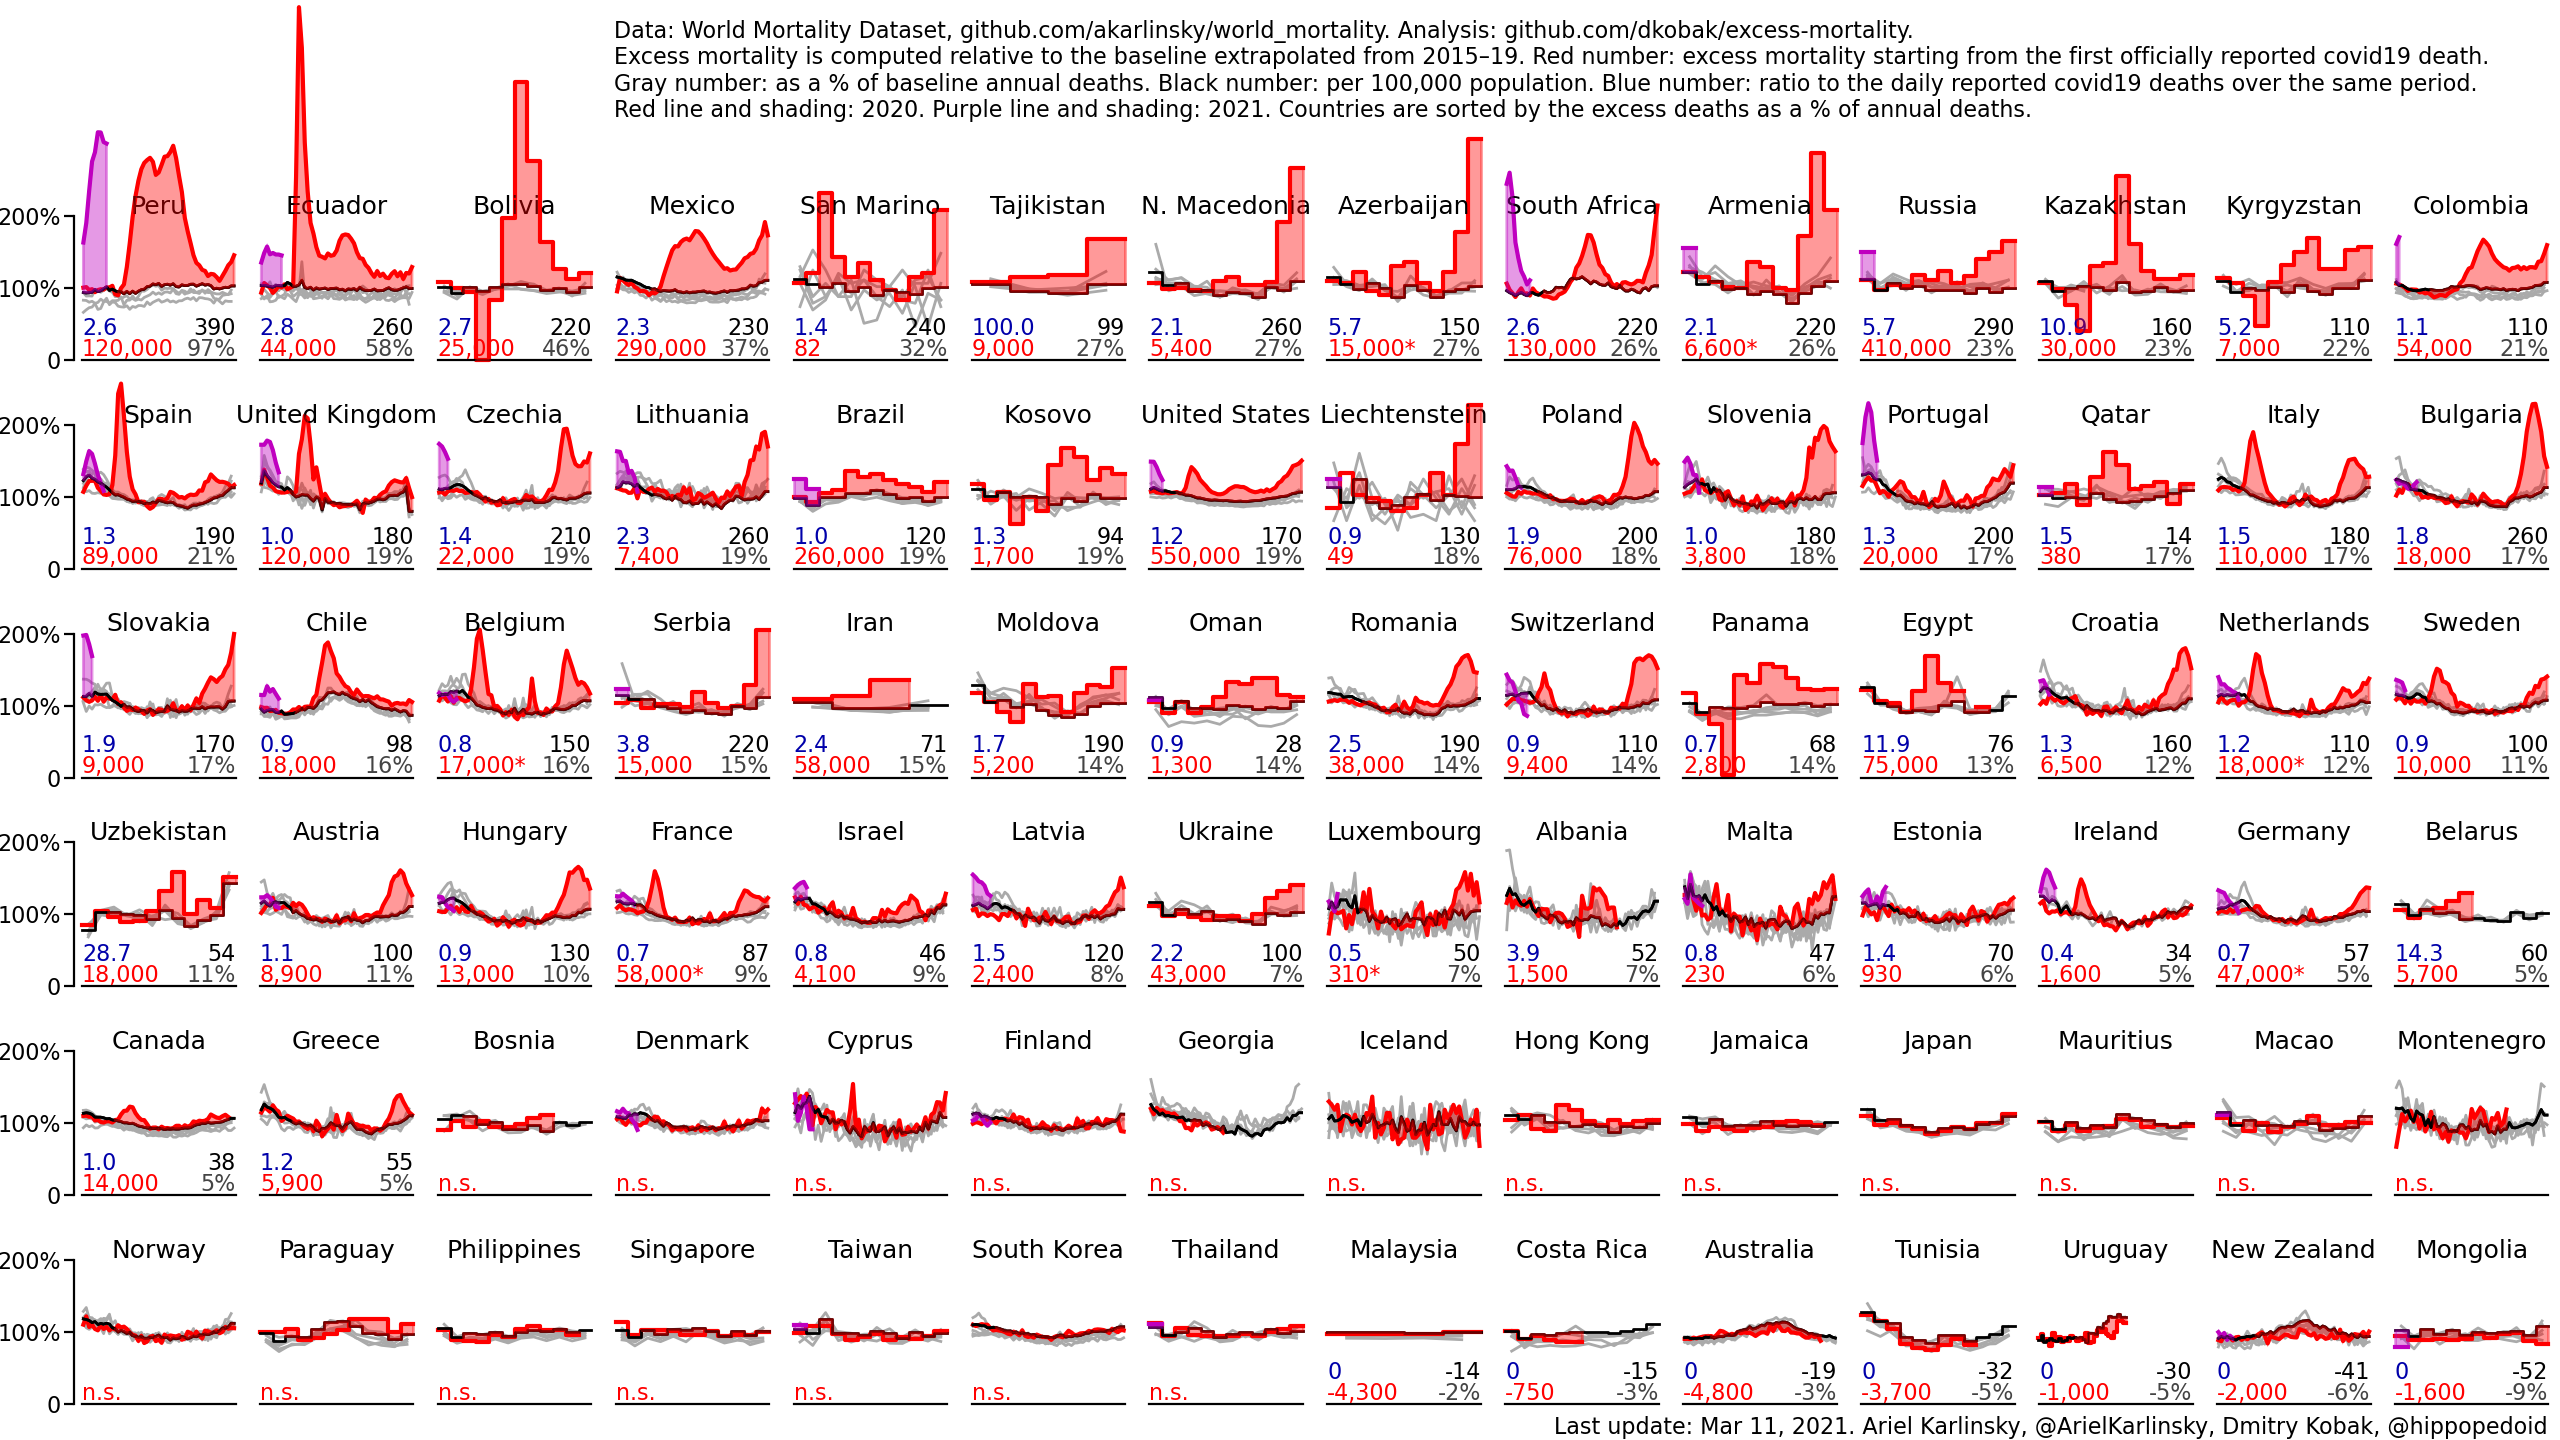 Data: World Mortality Dataset, github.com/akarlinsky/world_mortality. Analysis: github.com/dkobak/excess-mortality.
Excess mortality is computed relative to the baseline extrapolated from 2015–19. Red number: excess mortality starting from the first officially reported covid19 death.
Gray number: as a % of baseline annual deaths. Black number: per 100,000 population. Blue number: ratio to the daily reported covid19 deaths over the same period.
Red line and shading: 2020. Purple line and shading: 2021. Countries are sorted by the excess deaths as a % of annual deaths.
Peru Ecuador Bolivia Mexico San Marino Tajikistan N. Macedonia Azerbaijan South Africa Armenia Russia Kazakhstan Kyrgyzstan Colombia
200%
100%
2.6 390 2.8 260 2.7 220 2.3 230 1.4 240 100.0 99 2.1 260 5.7 150 2.6 220 2.1 220 5.7 290 10.9 160 5.2 110 1.1 110
120,000 97% 44,000 58% 25,000 46% 290,000 37% 82 32% 9,000 27% 5,400 27% 15,000* 27% 130,000 26% 6,600* 26% 410,000 23% 30,000 23% 7,000 22% 54,000 21%
0
Spain United Kingdom Czechia Lithuania Brazil Kosovo United States Liechtenstein Poland Slovenia Portugal Qatar Italy Bulgaria
200%
100%
1.3 190 1.0 180 1.4 210 2.3 260 1.0 120 1.3 94 1.2 170 0.9 130 1.9 200 1.0 180 1.3 200 1.5 14 1.5 180 1.8 260
89,000 21% 120,000 19% 22,000 19% 7,400 19% 260,000 19% 1,700 19% 550,000 19% 49 18% 76,000 18% 3,800 18% 20,000 17% 380 17% 110,000 17% 18,000 17%
0
Slovakia Chile Belgium Serbia Iran Moldova Oman Romania Switzerland Panama Egypt Croatia Netherlands Sweden
200%
100%
1.9 170 0.9 98 0.8 150 3.8 220 2.4 71 1.7 190 0.9 28 2.5 190 0.9 110 0.7 68 11.9 76 1.3 160 1.2 110 0.9 100
9,000 17% 18,000 16% 17,000* 16% 15,000 15% 58,000 15% 5,200 14% 1,300 14% 38,000 14% 9,400 14% 2,800 14% 75,000 13% 6,500 12% 18,000* 12% 10,000 11%
0
Uzbekistan Austria Hungary France Israel Latvia Ukraine Luxembourg Albania Malta Estonia Ireland Germany Belarus
200%
100%
28.7 54 1.1 100 0.9 130 0.7 87 0.8 46 1.5 120 2.2 100 0.5 50 3.9 52 0.8 47 1.4 70 0.4 34 0.7 57 14.3 60
18,000 11% 8,900 11% 13,000 10% 58,000* 9% 4,100 9% 2,400 8% 43,000 7% 310* 7% 1,500 7% 230 6% 930 6% 1,600 5% 47,000* 5% 5,700 5%
0
Canada Greece Bosnia Denmark Cyprus Finland Georgia Iceland Hong Kong Jamaica Japan Mauritius Macao Montenegro
200%
100%
1.0 38 1.2 55
14,000 5% 5,900 5% n.s. n.s. n.s. n.s. n.s. n.s. n.s. n.s. n.s. n.s. n.s. n.s.
0
Norway Paraguay Philippines Singapore Taiwan South Korea Thailand Malaysia Costa Rica Australia Tunisia Uruguay New Zealand Mongolia
200%
100%
0 -14 0 -15 0 -19 0 -32 0 -30 0 -41 0 -52
n.s. n.s. n.s. n.s. n.s. n.s. n.s. -4,300 -2% -750 -3% -4,800 -3% -3,700 -5% -1,000 -5% -2,000 -6% -1,600 -9%
0
Last update: Mar 11, 2021. Ariel Karlinsky, @ArielKarlinsky, Dmitry Kobak, @hippopedoid